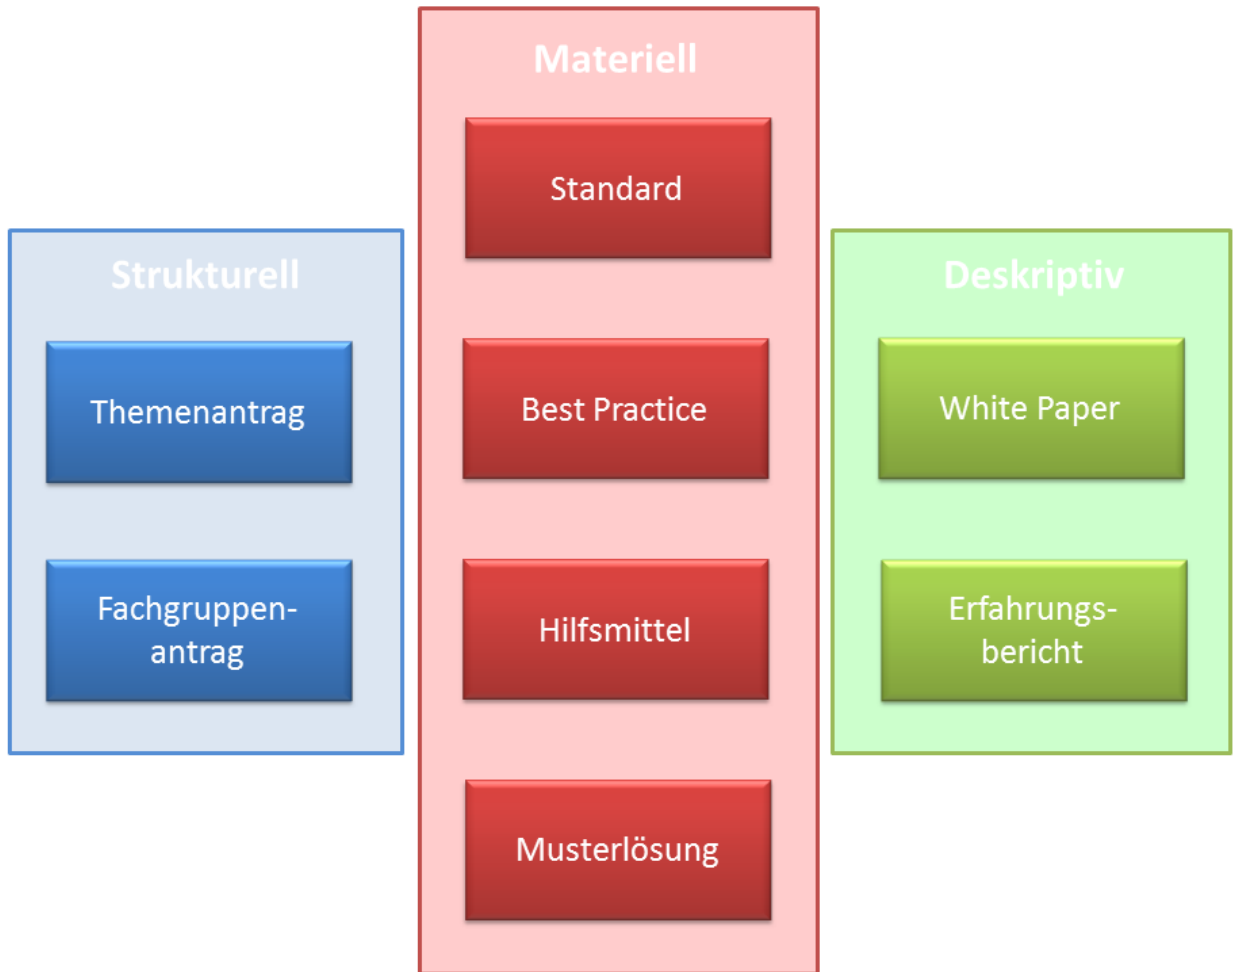 Strukturell
Themenantrag
Fachgruppen-
antrag
Materiell
Standard
Best Practice
Hilfsmittel
Musterlösung
Deskriptiv
White Paper
Erfahrungs-
bericht